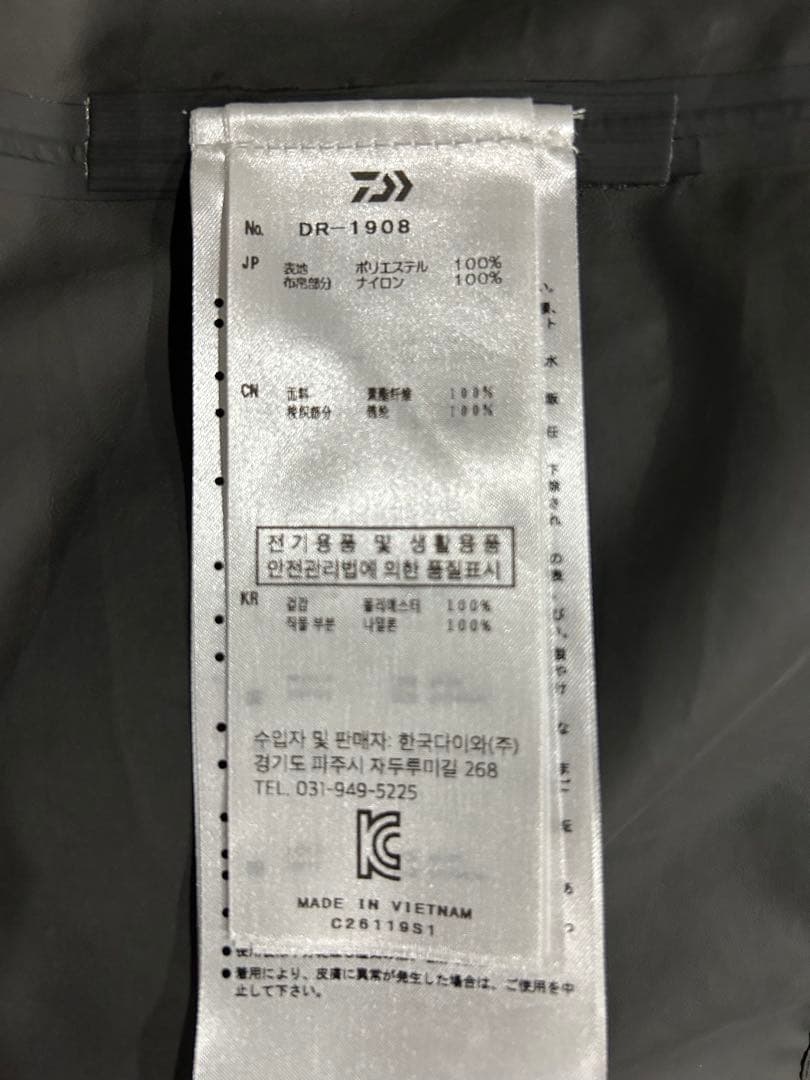 No. DR-1908
JP 表地 ポリエステル 100%
布帛部分 ナイロン 100%
CN 面料 聚酯纤维 100%
梭织部分 锦纶 100%
전기용품 및 생활용품
안전관리법에 의한 품질표시
KR 겉감 폴리에스터 100%
직물 부분 나일론 100%
수입자 및 판매자: 한국다이와(주)
경기도 파주시 자두루미길 268
TEL. 031-949-5225
MADE IN VIETNAM
C26119S1
●着用により、皮膚に異常が発生した場合は、ご使用を中
止して下さい。